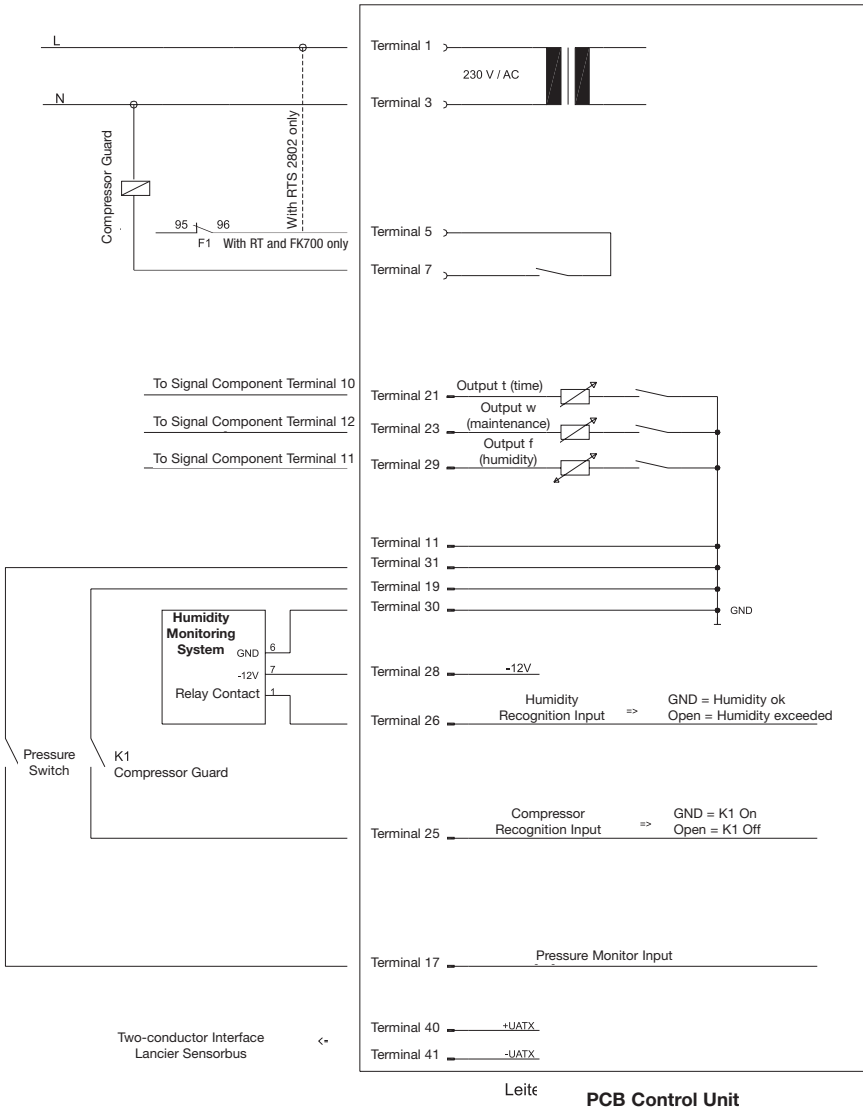 L
Terminal 1
230 V / AC
N
Terminal 3
Compressor Guard
With RTS 2802 only
95
96
F1
With RT and FK700 only
Terminal 5
Terminal 7
To Signal Component Terminal 10
Terminal 21
Output t (time)
To Signal Component Terminal 12
Terminal 23
Output w
(maintenance)
To Signal Component Terminal 11
Terminal 29
Output f
(humidity)
Terminal 11
Terminal 31
Terminal 19
Terminal 30
GND
Humidity
Monitoring
System
GND
6
-12V
7
Relay Contact
1
Terminal 28
-12V
Terminal 26
Humidity
Recognition Input
=>
GND = Humidity ok
Open = Humidity exceeded
Pressure
Switch
K1
Compressor Guard
Terminal 25
Compressor
Recognition Input
=>
GND = K1 On
Open = K1 Off
Terminal 17
Pressure Monitor Input
Two-conductor Interface
Lancier Sensorbus
<=
Terminal 40
+UATX
Terminal 41
-UATX
Leite
PCB Control Unit